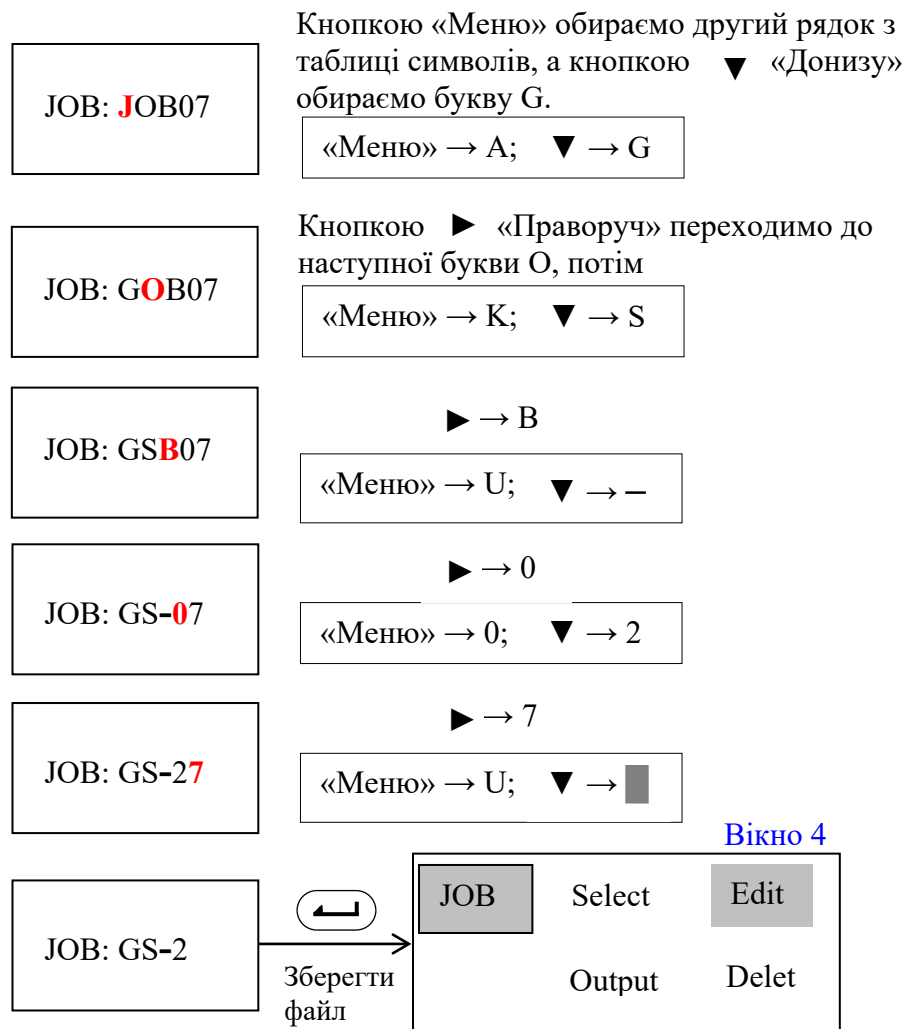 Кнопкою «Меню» обираємо другий рядок з
таблиці символів, а кнопкою ▼ «Донизу»
обираємо букву G.
JOB: JOB07
«Меню» → A; ▼ → G
Кнопкою ► «Праворуч» переходимо до
наступної букви O, потім
JOB: GOB07
«Меню» → K; ▼ → S
► → B
JOB: GSB07
«Меню» → U; ▼ → –
► → 0
JOB: GS-07
«Меню» → 0; ▼ → 2
► → 7
JOB: GS-27
«Меню» → U; ▼ → █
Вікно 4
JOB Select Edit
JOB: GS-2
Зберегти
файл
Output Delet